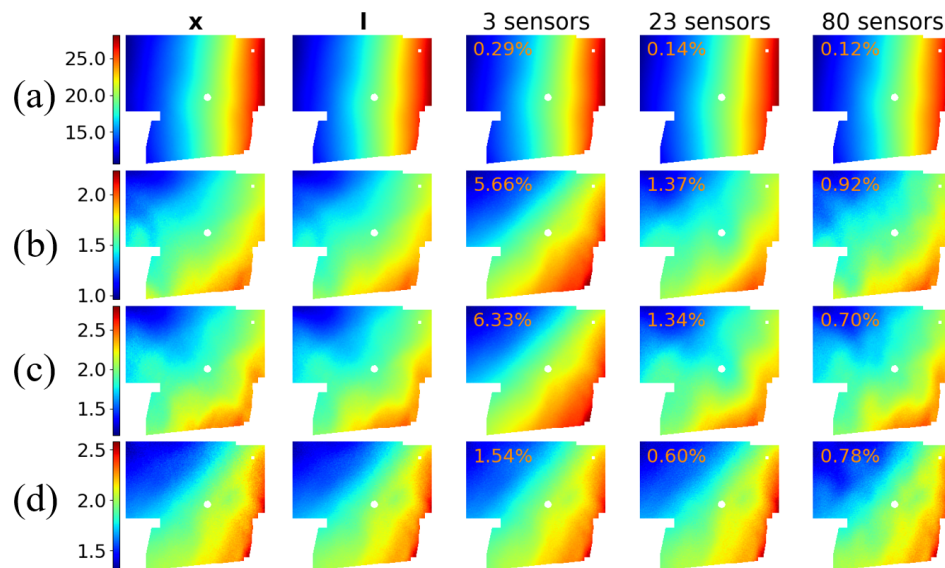 x l 3 sensors 23 sensors 80 sensors
(a) 25.0 20.0 15.0 0.29% 0.14% 0.12%
(b) 2.0 1.5 1.0 5.66% 1.37% 0.92%
(c) 2.5 2.0 1.5 6.33% 1.34% 0.70%
(d) 2.5 2.0 1.5 1.54% 0.60% 0.78%